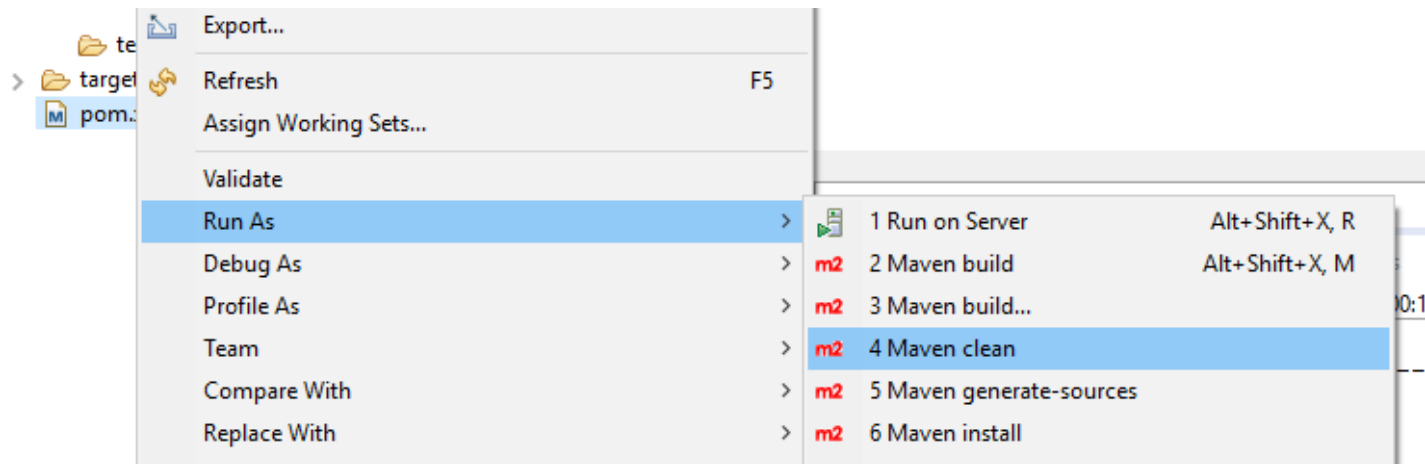 Export...
te
target
Refresh F5
pom.
Assign Working Sets...
Validate
Run As
Debug As
Profile As
Team
Compare With
Replace With
m2
1 Run on Server Alt+Shift+X, R
m2 2 Maven build Alt+Shift+X, M
m2 3 Maven build...
m2 4 Maven clean
m2 5 Maven generate-sources
m2 6 Maven install